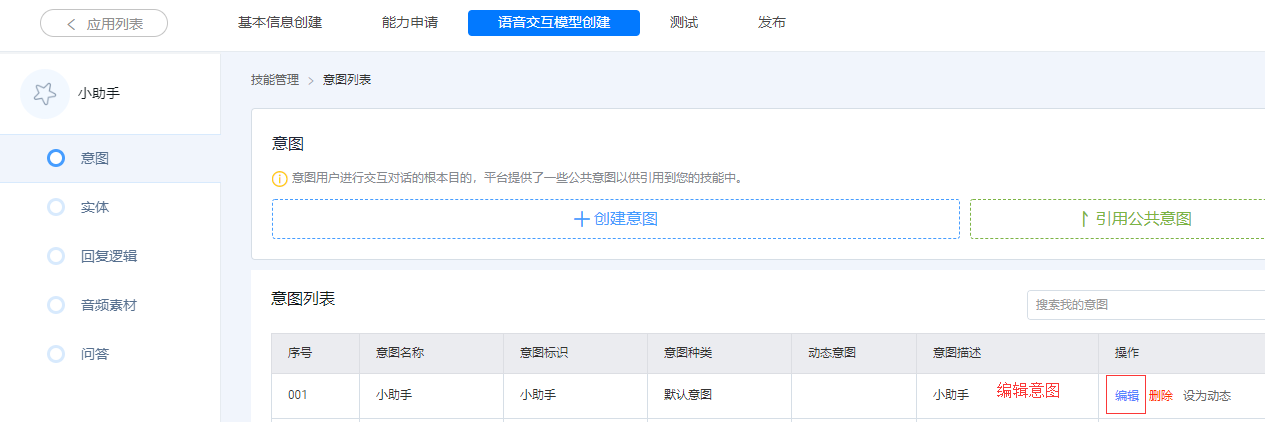 应用列表 基本信息创建 能力申请 语音交互模型创建 测试 发布
小助手
意图
实体
回复逻辑
音频素材
问答
技能管理 > 意图列表
意图
意图用户进行交互对话的根本目的，平台提供了一些公共意图以供引用到您的技能中。
创建意图 引用公共意图
意图列表 搜索我的意图
序号 意图名称 意图标识 意图种类 动态意图 意图描述 操作
001 小助手 小助手 默认意图 小助手 编辑意图 编辑 删除 设为动态